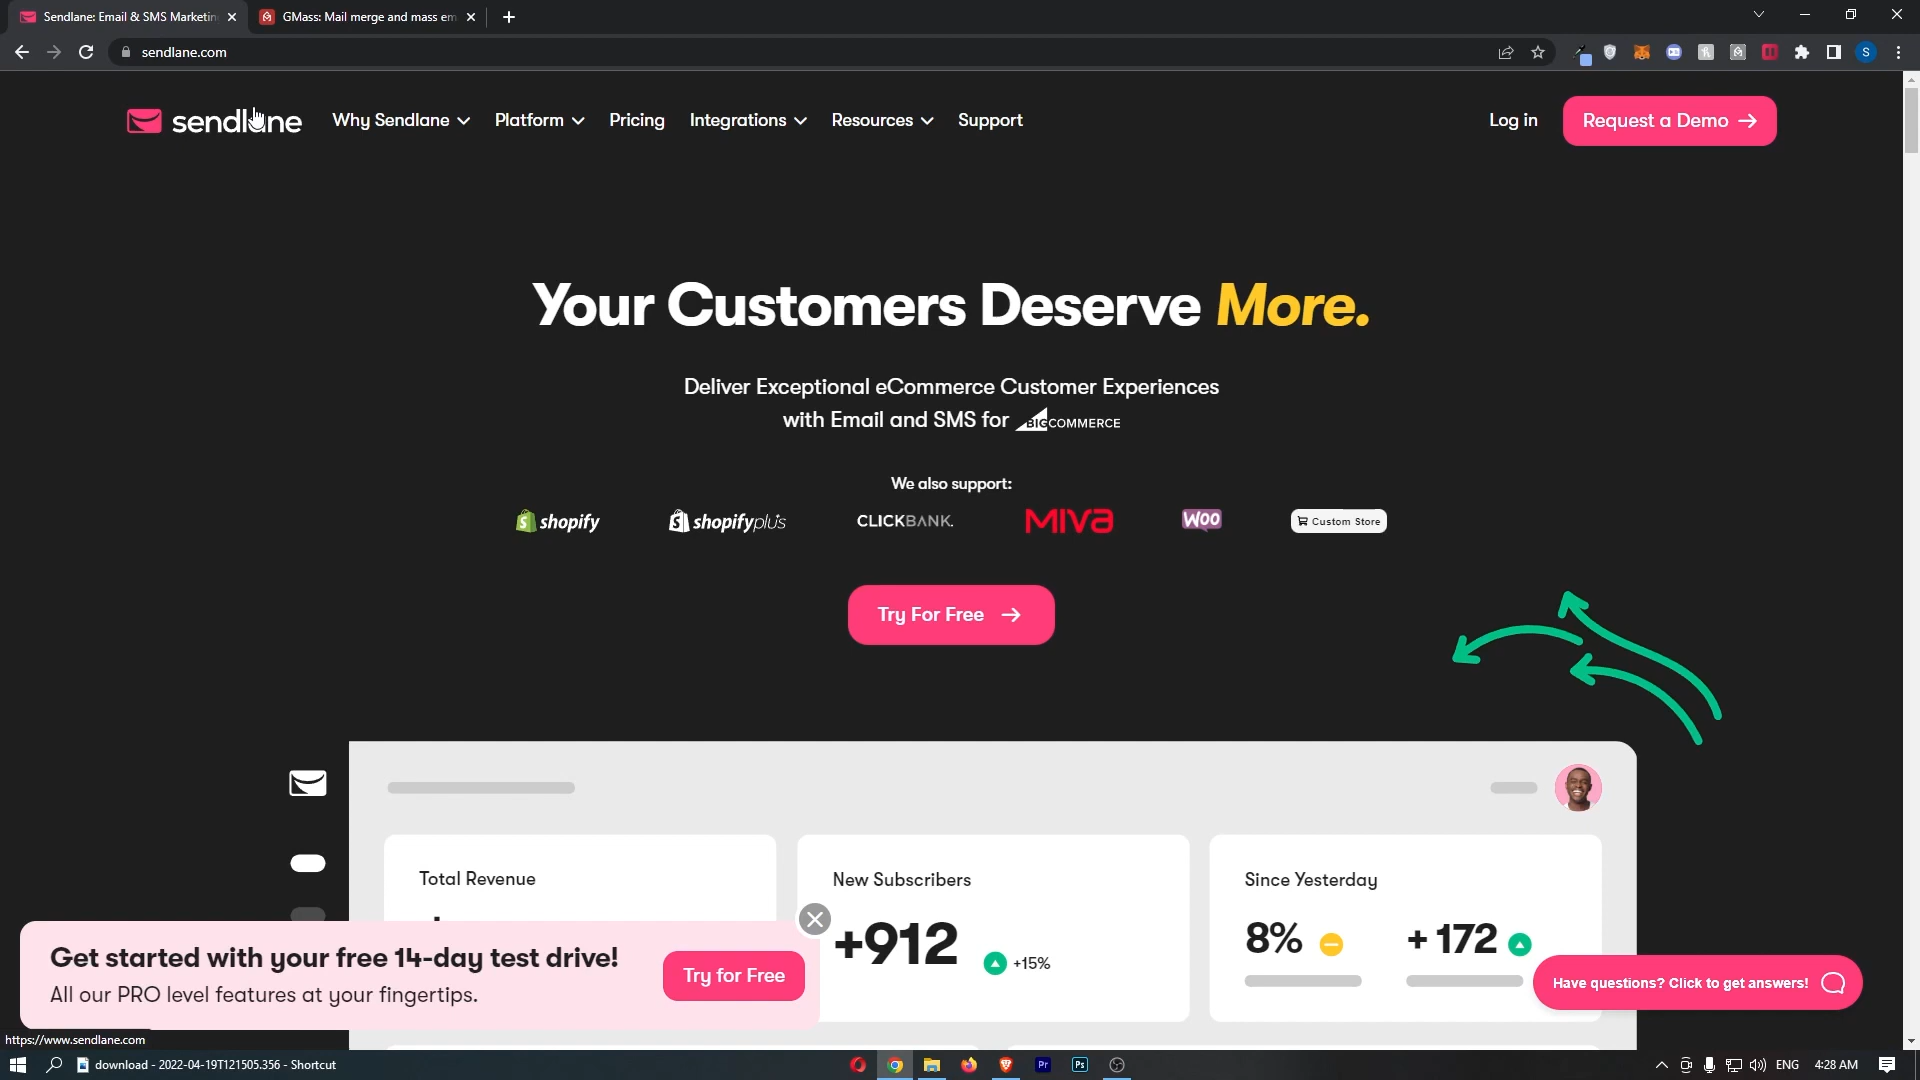 Sendlane: Email & SMS Marketin
GMass: Mail merge and mass em
sendlane.com
S
sendlane
Why Sendlane
Platform
Pricing
Integrations
Resources
Support
Log in
Request a Demo
Your Customers Deserve More.
Deliver Exceptional eCommerce Customer Experiences
with Email and SMS for BIGCOMMERCE
We also support:
shopify
shopifyplus
CLICKBANK.
MIVA
WOO
Custom Store
Try For Free
Total Revenue
New Subscribers
Since Yesterday
+912
+15%
8%
+172
Get started with your free 14-day test drive!
All our PRO level features at your fingertips.
Try for Free
Have questions? Click to get answers!
https://www.sendlane.com
download - 2022-04-19T121505.356 - Shortcut
Pr
Ps
ENG
4:28 AM